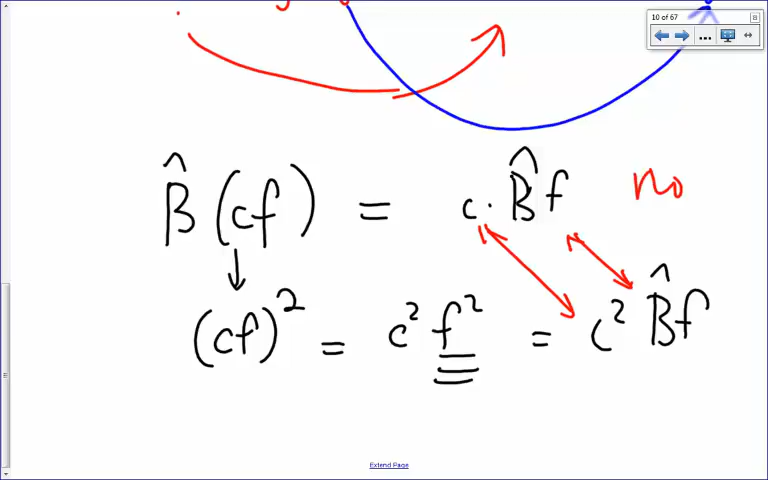 10 of 67
B̂(cf) = c·B̂f no
(cf)² = c²f² = c²B̂f
Extend Page